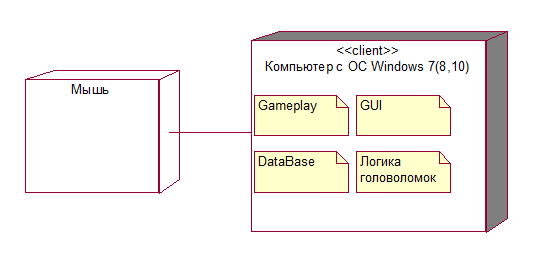 Мышь
<<client>>
Компьютер с ОС Windows 7(8,10)
Gameplay
GUI
DataBase
Логика
головоломок